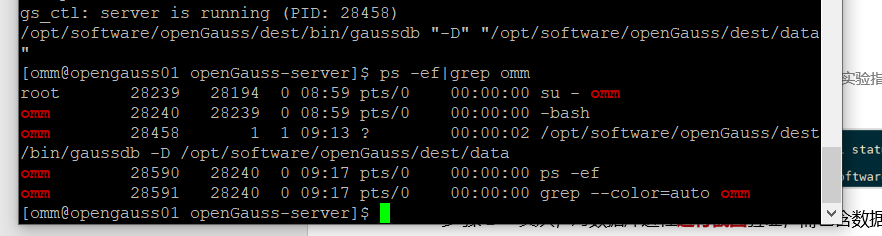 gs_ctl: server is running (PID: 28458)
/opt/software/openGauss/dest/bin/gaussdb "-D" "/opt/software/openGauss/dest/data
"
[omm@opengauss01 openGauss-server]$ ps -ef|grep omm
root 28239 28194 0 08:59 pts/0 00:00:00 su - omm
omm 28240 28239 0 08:59 pts/0 00:00:00 -bash
omm 28458 1 1 09:13 ? 00:00:02 /opt/software/openGauss/dest
/bin/gaussdb -D /opt/software/openGauss/dest/data
omm 28590 28240 0 09:17 pts/0 00:00:00 ps -ef
omm 28591 28240 0 09:17 pts/0 00:00:00 grep --color=auto omm
[omm@opengauss01 openGauss-server]$
实验指
stat
oftwar